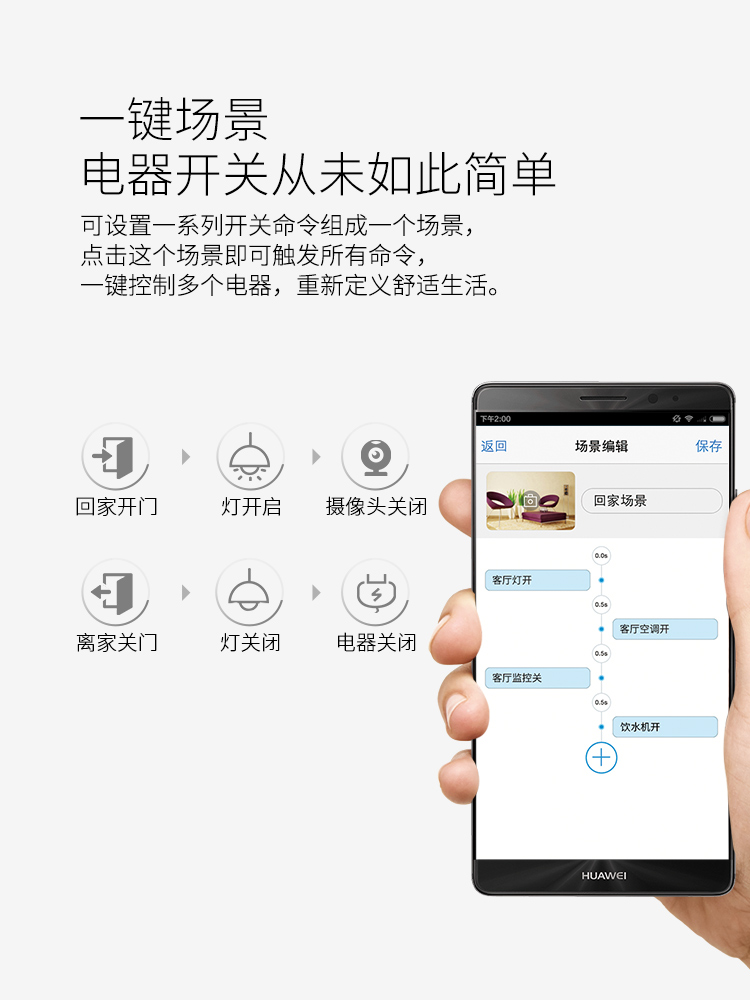 一键场景
电器开关从未如此简单
可设置一系列开关命令组成一个场景，
点击这个场景即可触发所有命令，
一键控制多个电器，重新定义舒适生活。
回家开门
灯开启
摄像头关闭
离家关门
灯关闭
电器关闭
下午2:00
返回
场景编辑
保存
回家场景
0.0s
客厅灯开
0.5s
客厅空调开
0.5s
客厅监控关
0.5s
饮水机开
HUAWEI